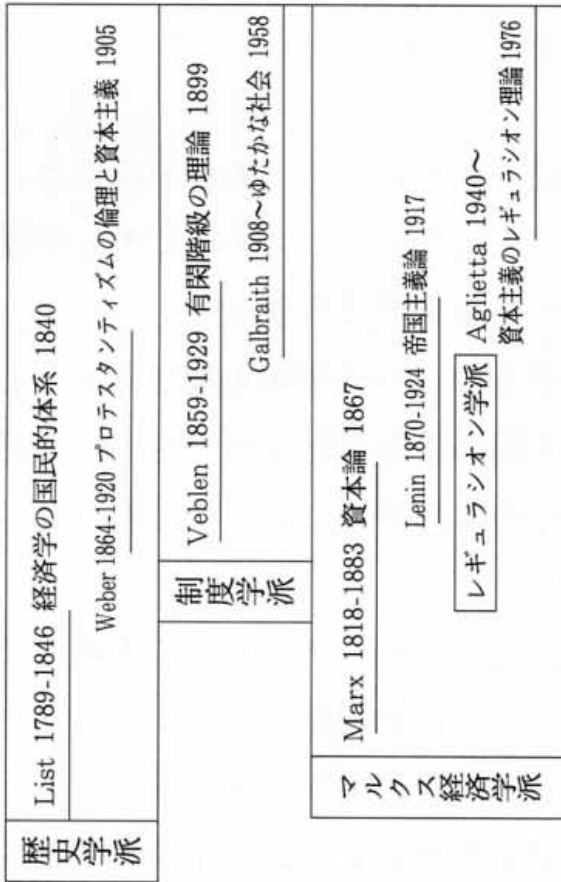 歴史学派
List 1789-1846 経済学の国民的体系 1840
Weber 1864-1920 プロテスタンティズムの倫理と資本主義 1905
制度学派
Veblen 1859-1929 有閑階級の理論 1899
Galbraith 1908〜ゆたかな社会 1958
マルクス経済学派
Marx 1818-1883 資本論 1867
Lenin 1870-1924 帝国主義論 1917
レギュラシオン学派 Aglietta 1940〜
資本主義のレギュラシオン理論 1976